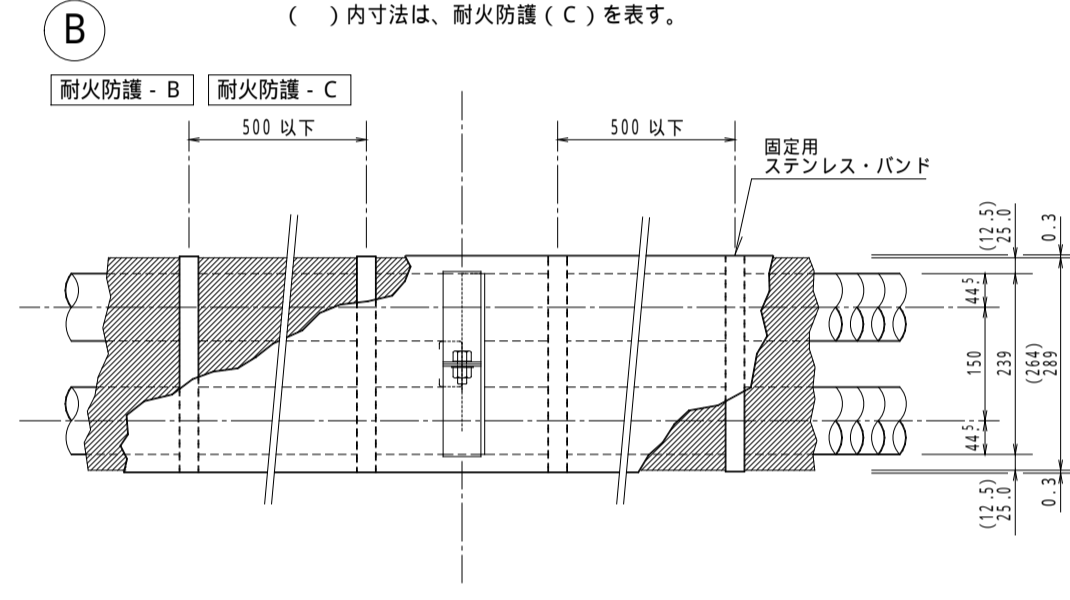 ( )内寸法は、耐火防護(C)を表す。
B
耐火防護-B
耐火防護-C
500 以下
500 以下
固定用
ステンレス・バンド
(12.5)
25.0
0.3
44.5
150
44.5
239
(264)
289
(12.5)
25.0
0.3